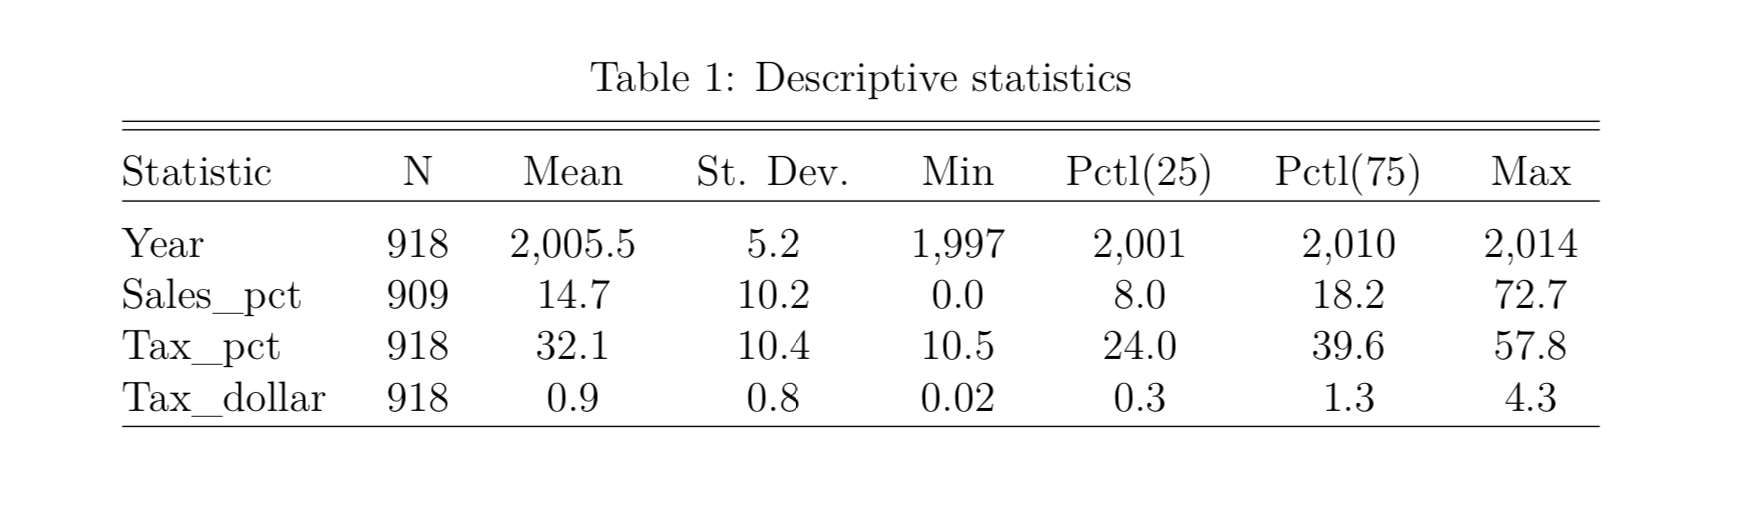 Table 1: Descriptive statistics
Statistic N Mean St. Dev. Min Pctl(25) Pctl(75) Max
Year 918 2,005.5 5.2 1,997 2,001 2,010 2,014
Sales_pct 909 14.7 10.2 0.0 8.0 18.2 72.7
Tax_pct 918 32.1 10.4 10.5 24.0 39.6 57.8
Tax_dollar 918 0.9 0.8 0.02 0.3 1.3 4.3